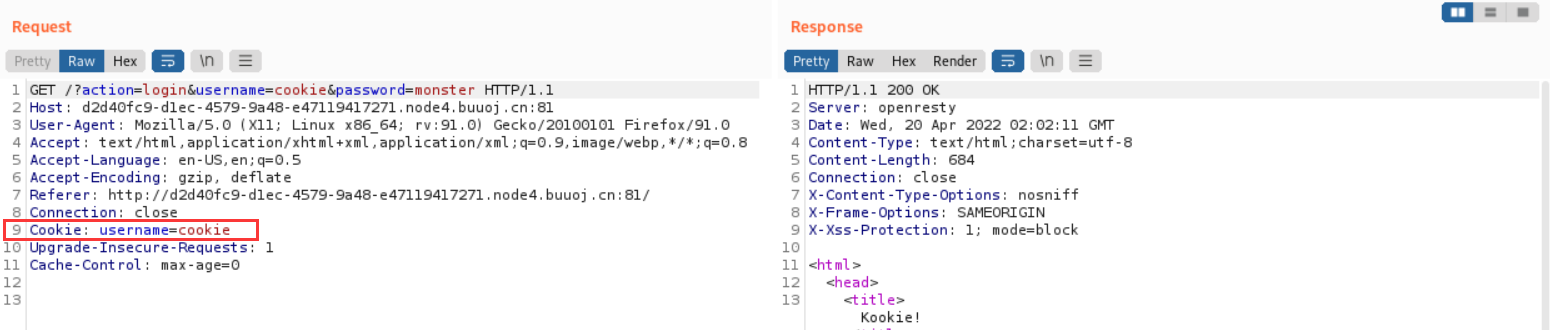 Request
Response
Pretty Raw Hex \n
Pretty Raw Hex Render \n
1 GET /?action=login&username=cookie&password=monster HTTP/1.1
2 Host: d2d40fc9-d1ec-4579-9a48-e47119417271.node4.buuoj.cn:81
3 User-Agent: Mozilla/5.0 (X11; Linux x86_64; rv:91.0) Gecko/20100101 Firefox/91.0
4 Accept: text/html,application/xhtml+xml,application/xml;q=0.9,image/webp,*/*;q=0.8
5 Accept-Language: en-US,en;q=0.5
6 Accept-Encoding: gzip, deflate
7 Referer: http://d2d40fc9-d1ec-4579-9a48-e47119417271.node4.buuoj.cn:81/
8 Connection: close
9 Cookie: username=cookie
10 Upgrade-Insecure-Requests: 1
11 Cache-Control: max-age=0
12
13
1 HTTP/1.1 200 OK
2 Server: openresty
3 Date: Wed, 20 Apr 2022 02:02:11 GMT
4 Content-Type: text/html;charset=utf-8
5 Content-Length: 684
6 Connection: close
7 X-Content-Type-Options: nosniff
8 X-Frame-Options: SAMEORIGIN
9 X-Xss-Protection: 1; mode=block
10
11 <html>
12 <head>
13 <title>
Kookie!